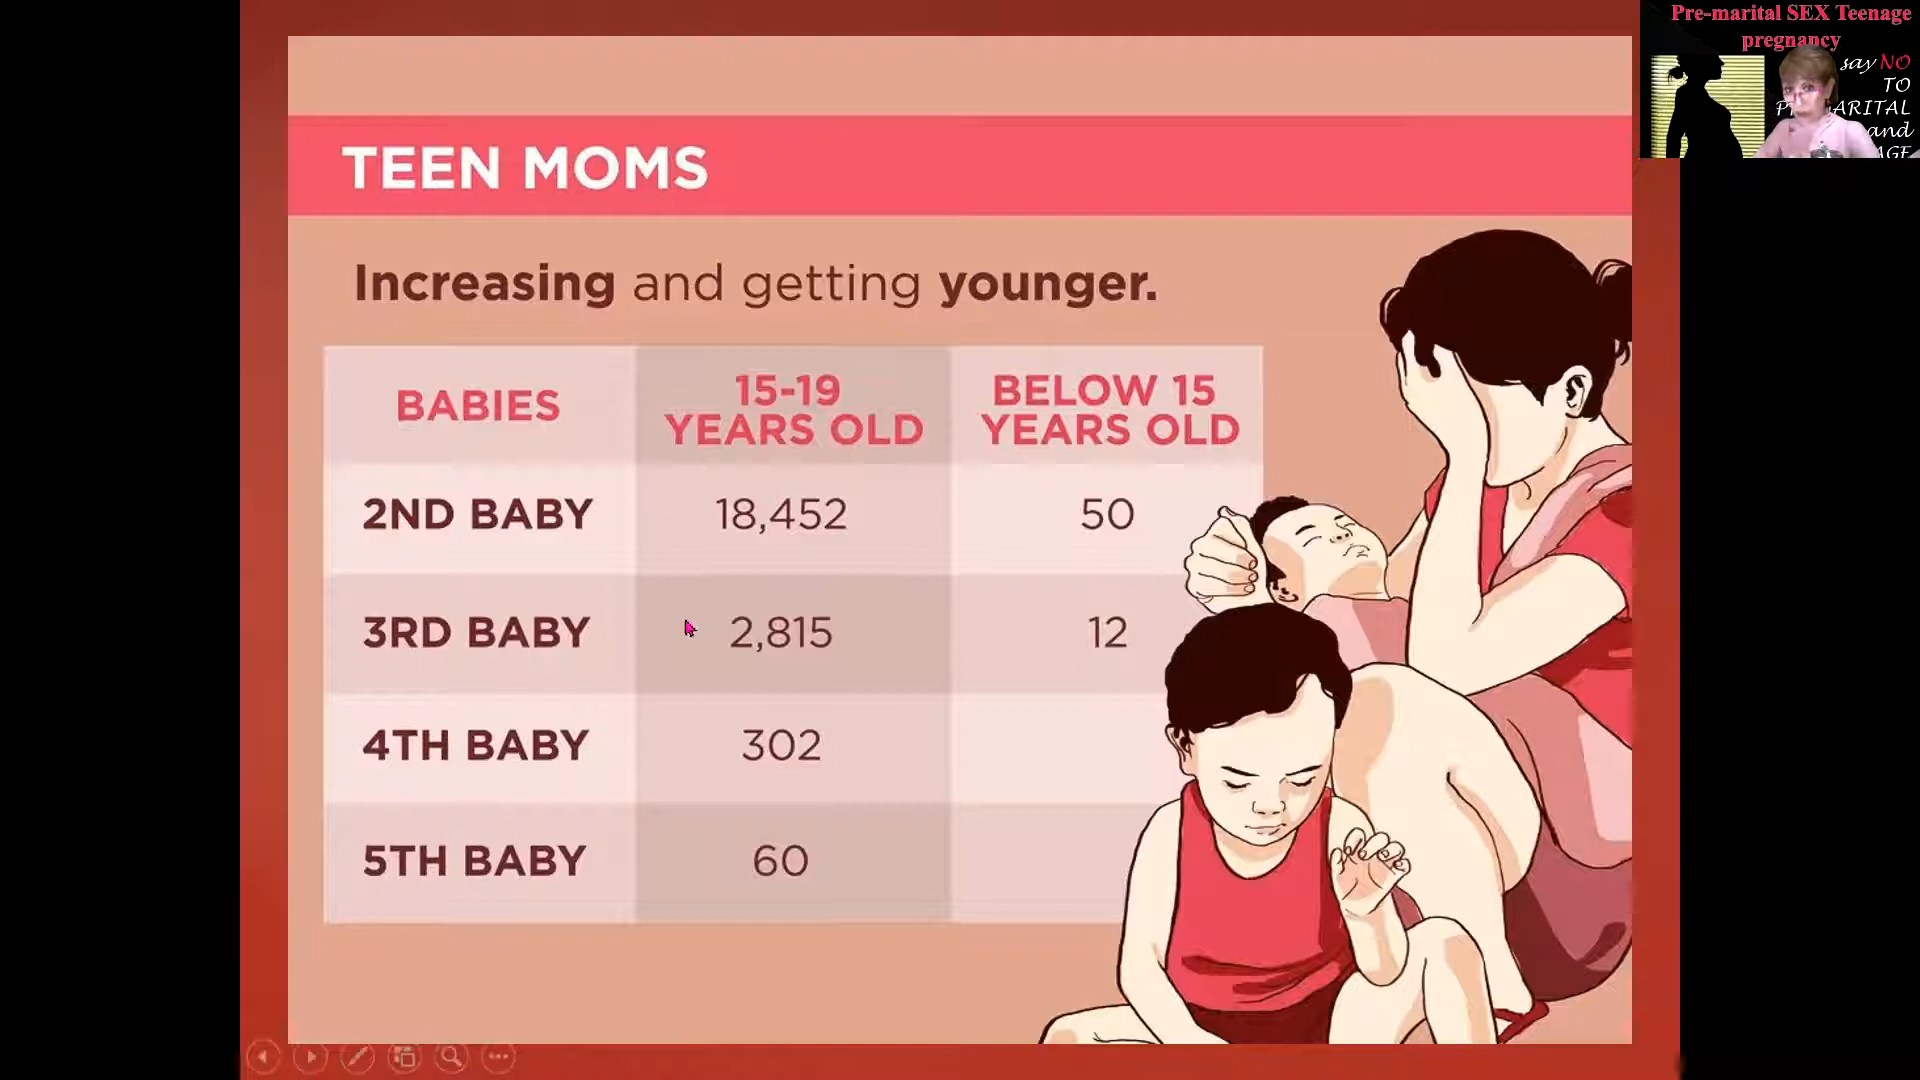 Pre-marital SEX Teenage
pregnancy
say NO
TO
ARITAL
and
TEEN MOMS
Increasing and getting younger.
BABIES 15-19 YEARS OLD BELOW 15 YEARS OLD
2ND BABY 18,452 50
3RD BABY 2,815 12
4TH BABY 302
5TH BABY 60